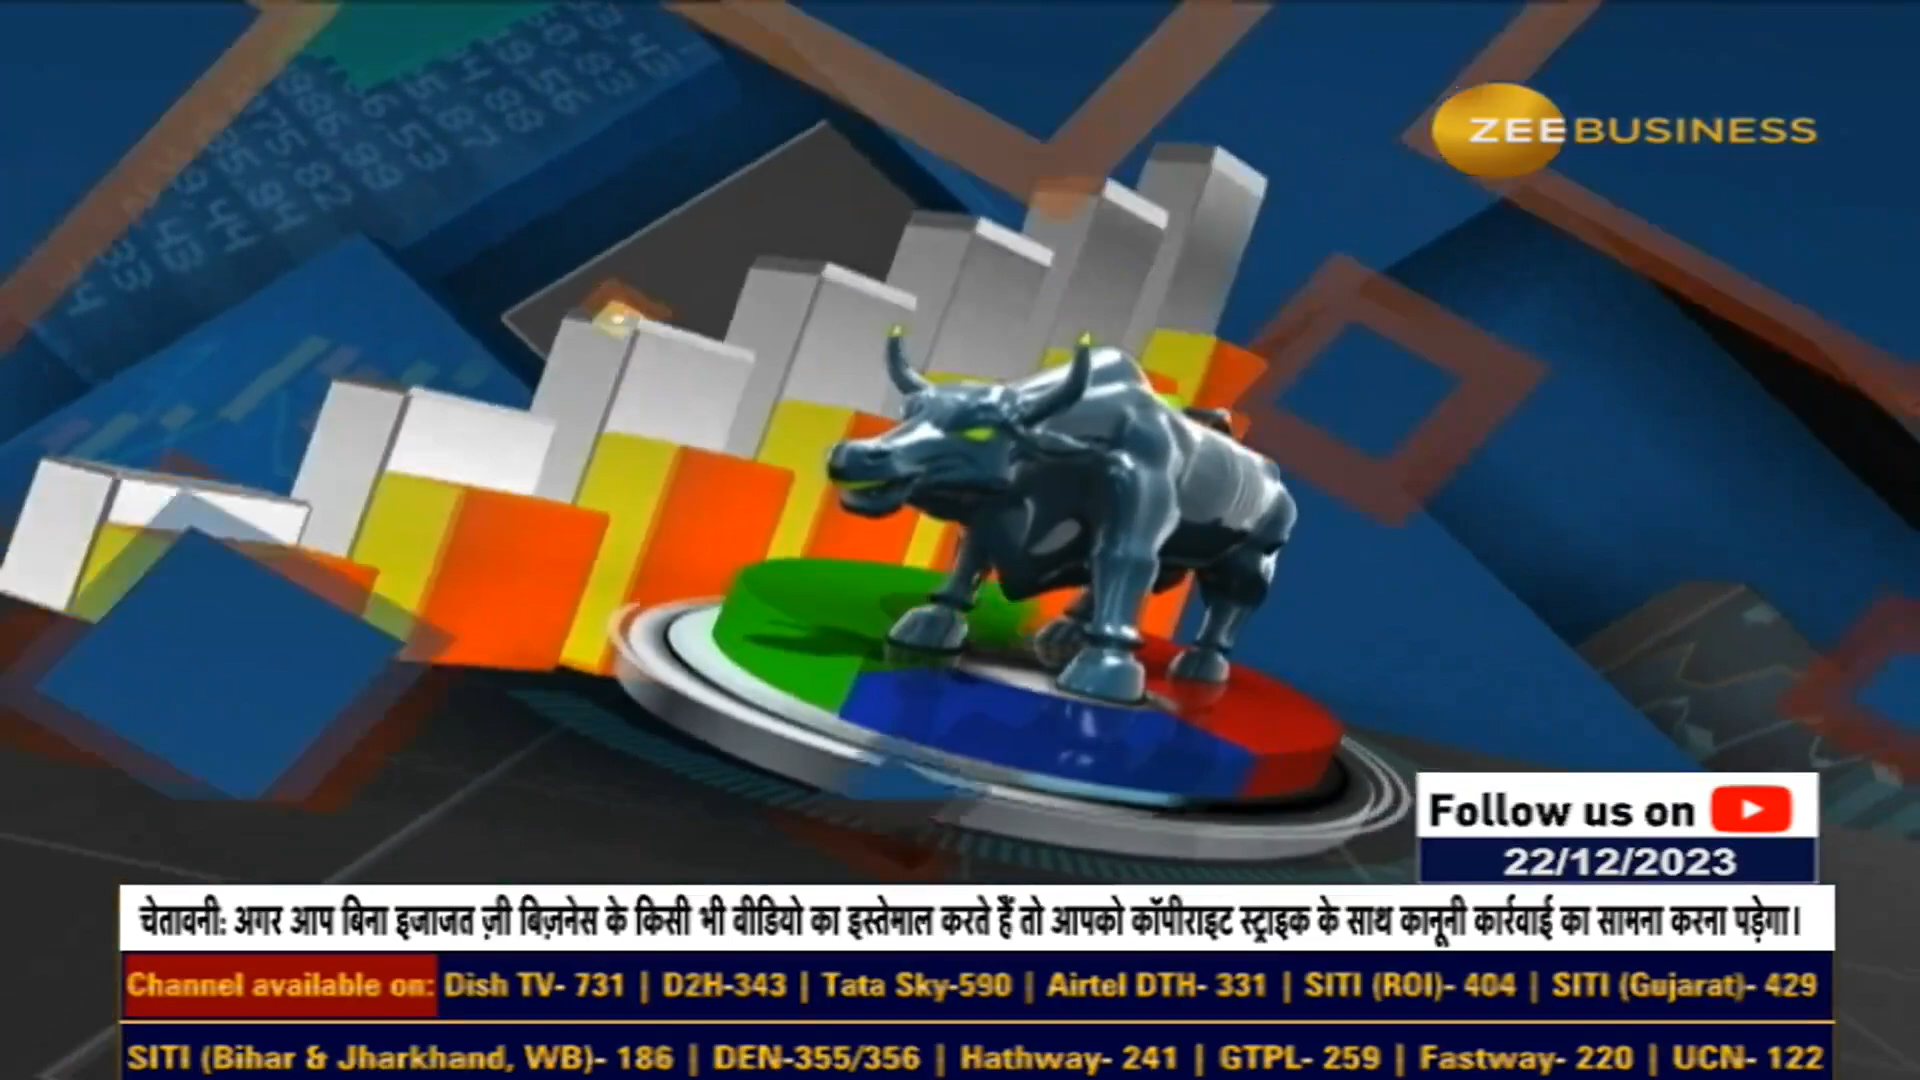 ZEE BUSINESS
Follow us on
22/12/2023
चेतावनी: अगर आप बिना इजाजत ज़ी बिज़नेस के किसी भी वीडियो का इस्तेमाल करते हैं तो आपको कॉपीराइट स्ट्राइक के साथ कानूनी कार्रवाई का सामना करना पड़ेगा।
Channel available on: Dish TV- 731 | D2H-343 | Tata Sky-590 | Airtel DTH- 331 | SITI (ROI)- 404 | SITI (Gujarat)- 429
SITI (Bihar & Jharkhand, WB)- 186 | DEN-355/356 | Hathway- 241 | GTPL- 259 | Fastway- 220 | UCN- 122